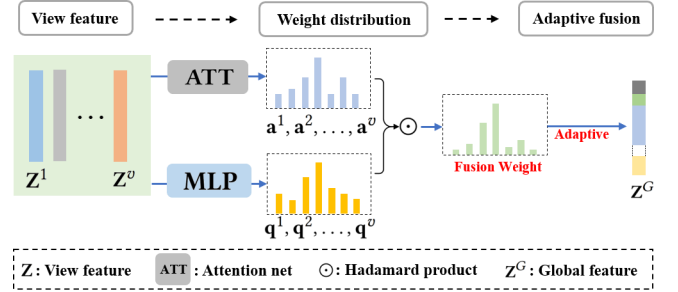 View feature
Weight distribution
Adaptive fusion
ATT
a¹, a², . . . , aᵛ
Z¹ ... Zᵛ
MLP
q¹, q², . . . , qᵛ
⊙
Fusion Weight
Adaptive
Zᴳ
Z : View feature ATT : Attention net ⊙ : Hadamard product Zᴳ : Global feature